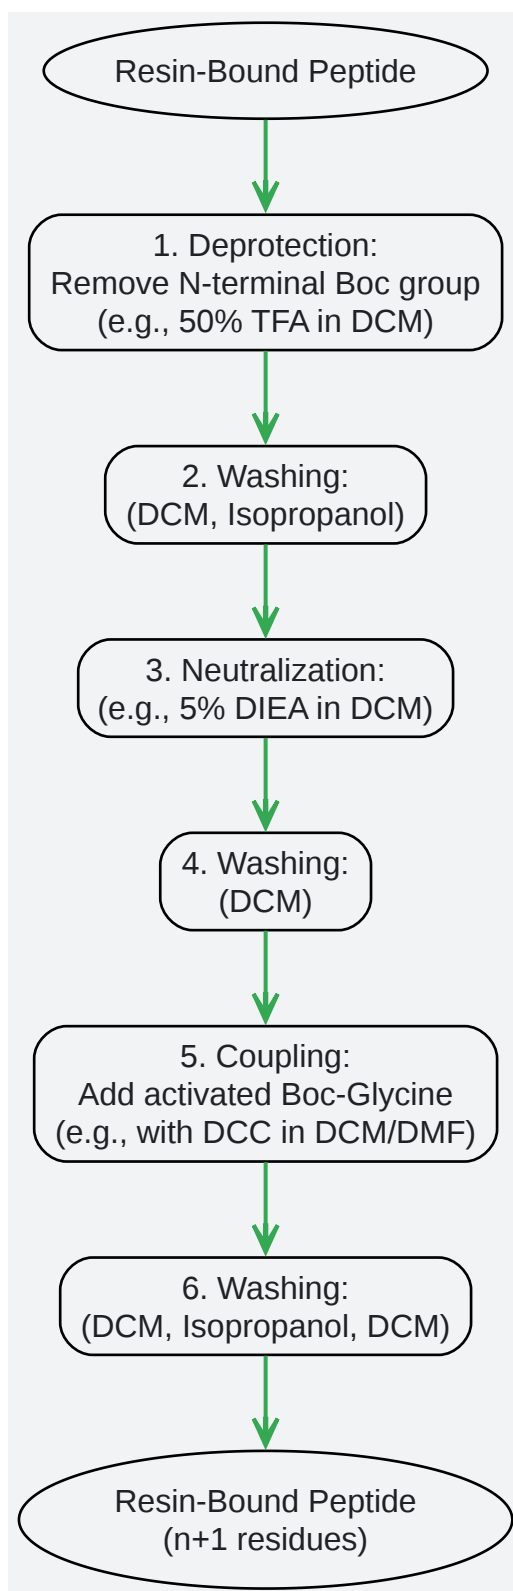 Resin-Bound Peptide
1. Deprotection:
Remove N-terminal Boc group
(e.g., 50% TFA in DCM)
2. Washing:
(DCM, Isopropanol)
3. Neutralization:
(e.g., 5% DIEA in DCM)
4. Washing:
(DCM)
5. Coupling:
Add activated Boc-Glycine
(e.g., with DCC in DCM/DMF)
6. Washing:
(DCM, Isopropanol, DCM)
Resin-Bound Peptide
(n+1 residues)